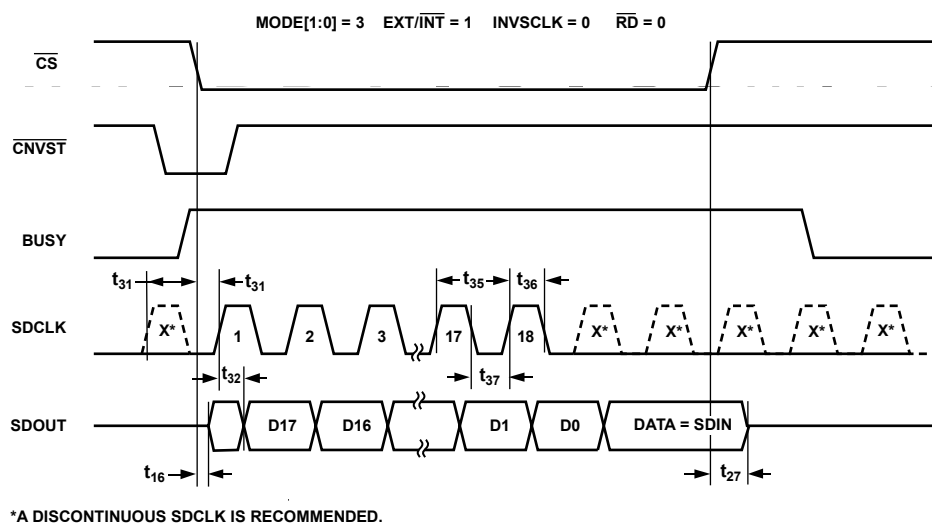 MODE[1:0] = 3 EXT/INT = 1 INVSCLK = 0 RD = 0
CS
CNVST
BUSY
t31 t31 t35 t36
SDCLK X* 1 2 3 17 18 X* X* X* X* X*
t32 t37
SDOUT D17 D16 D1 D0 DATA = SDIN
t16 t27
*A DISCONTINUOUS SDCLK IS RECOMMENDED.